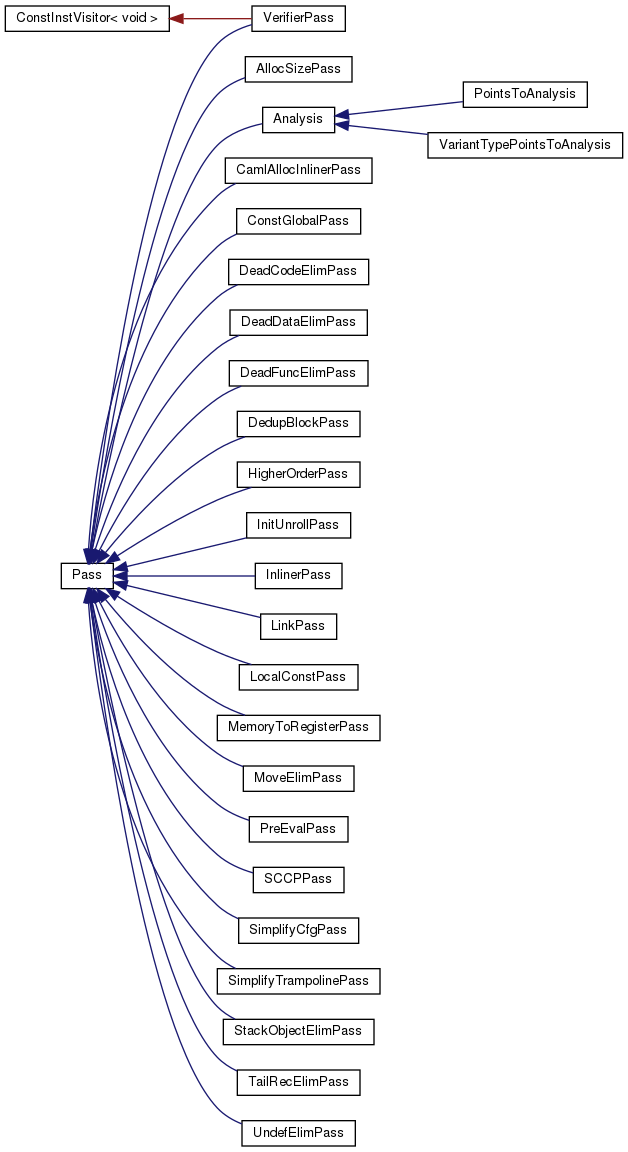 ConstInstVisitor< void >
VerifierPass
AllocSizePass
Analysis
PointsToAnalysis
VariantTypePointsToAnalysis
CamlAllocInlinerPass
ConstGlobalPass
DeadCodeElimPass
DeadDataElimPass
DeadFuncElimPass
DedupBlockPass
HigherOrderPass
InitUnrollPass
Pass
InlinerPass
LinkPass
LocalConstPass
MemoryToRegisterPass
MoveElimPass
PreEvalPass
SCCPPass
SimplifyCfgPass
SimplifyTrampolinePass
StackObjectElimPass
TailRecElimPass
UndefElimPass